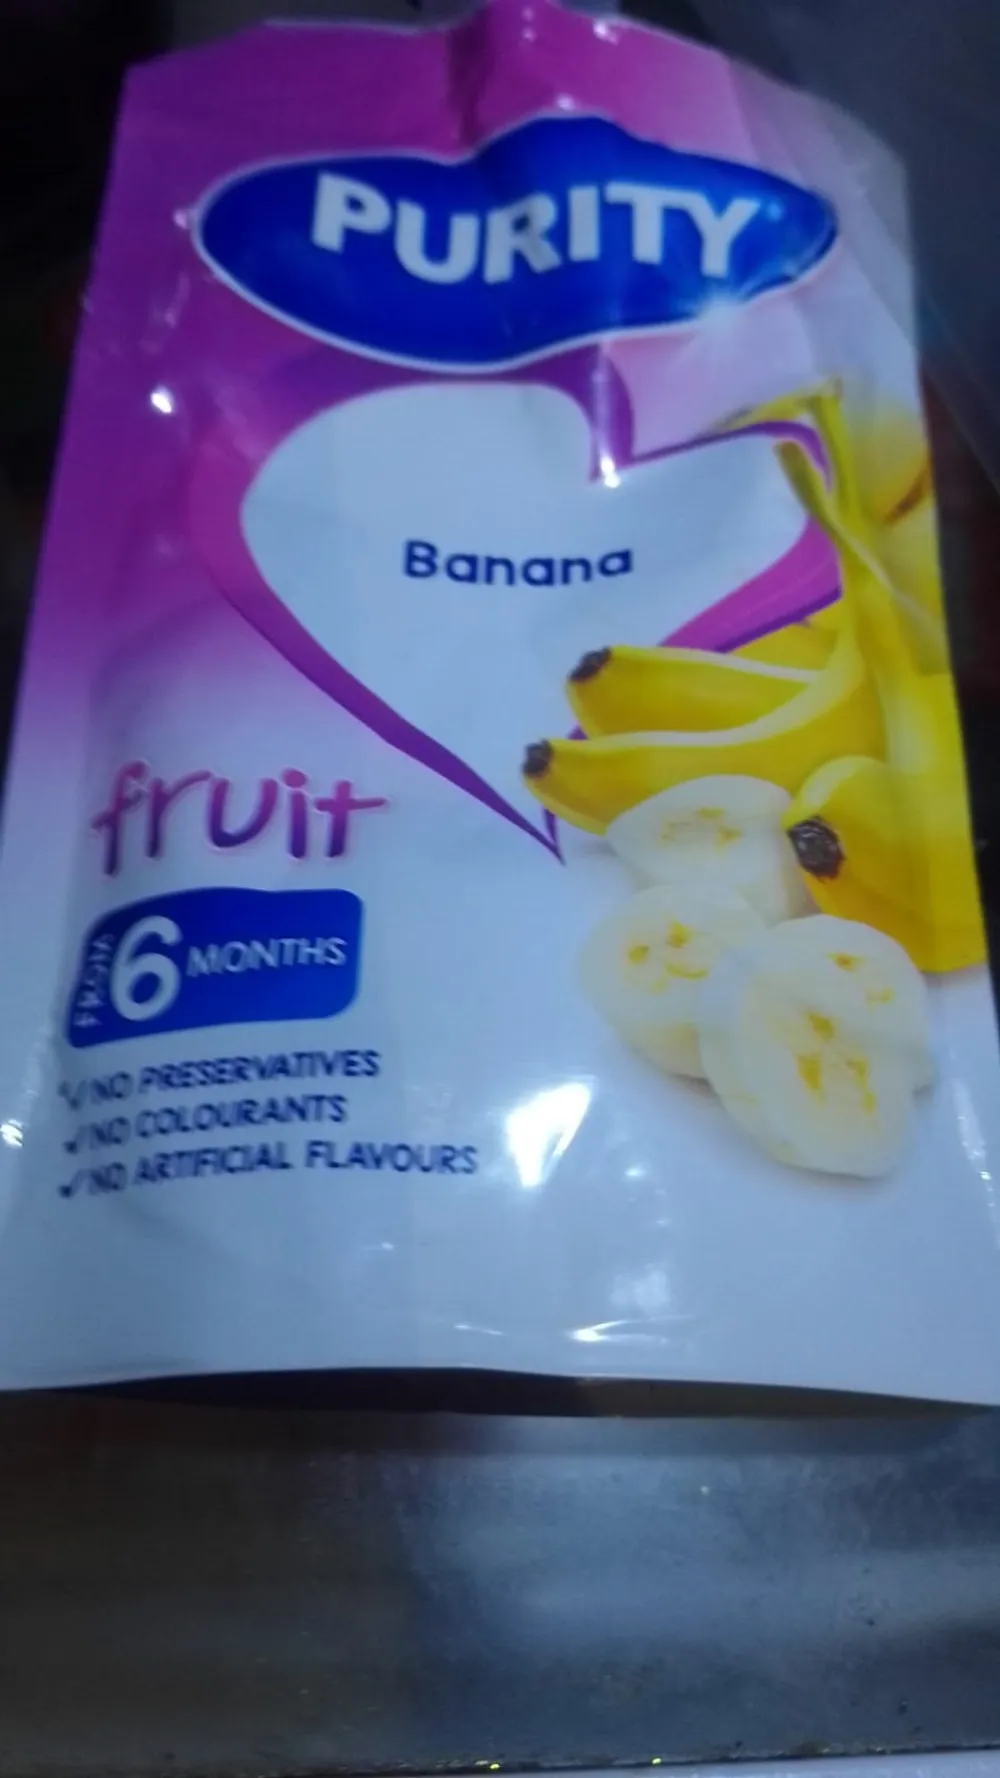 PURITY
Banana
fruit
FROM 6 MONTHS
✓ NO PRESERVATIVES
✓ NO COLOURANTS
✓ NO ARTIFICIAL FLAVOURS